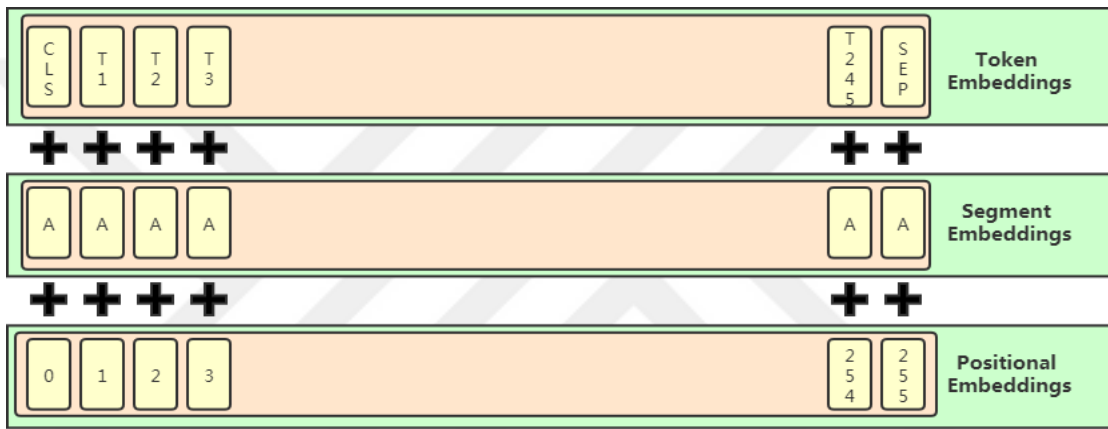 CLS T1 T2 T3 T245 SEP Token Embeddings
A A A A A A Segment Embeddings
0 1 2 3 254 255 Positional Embeddings